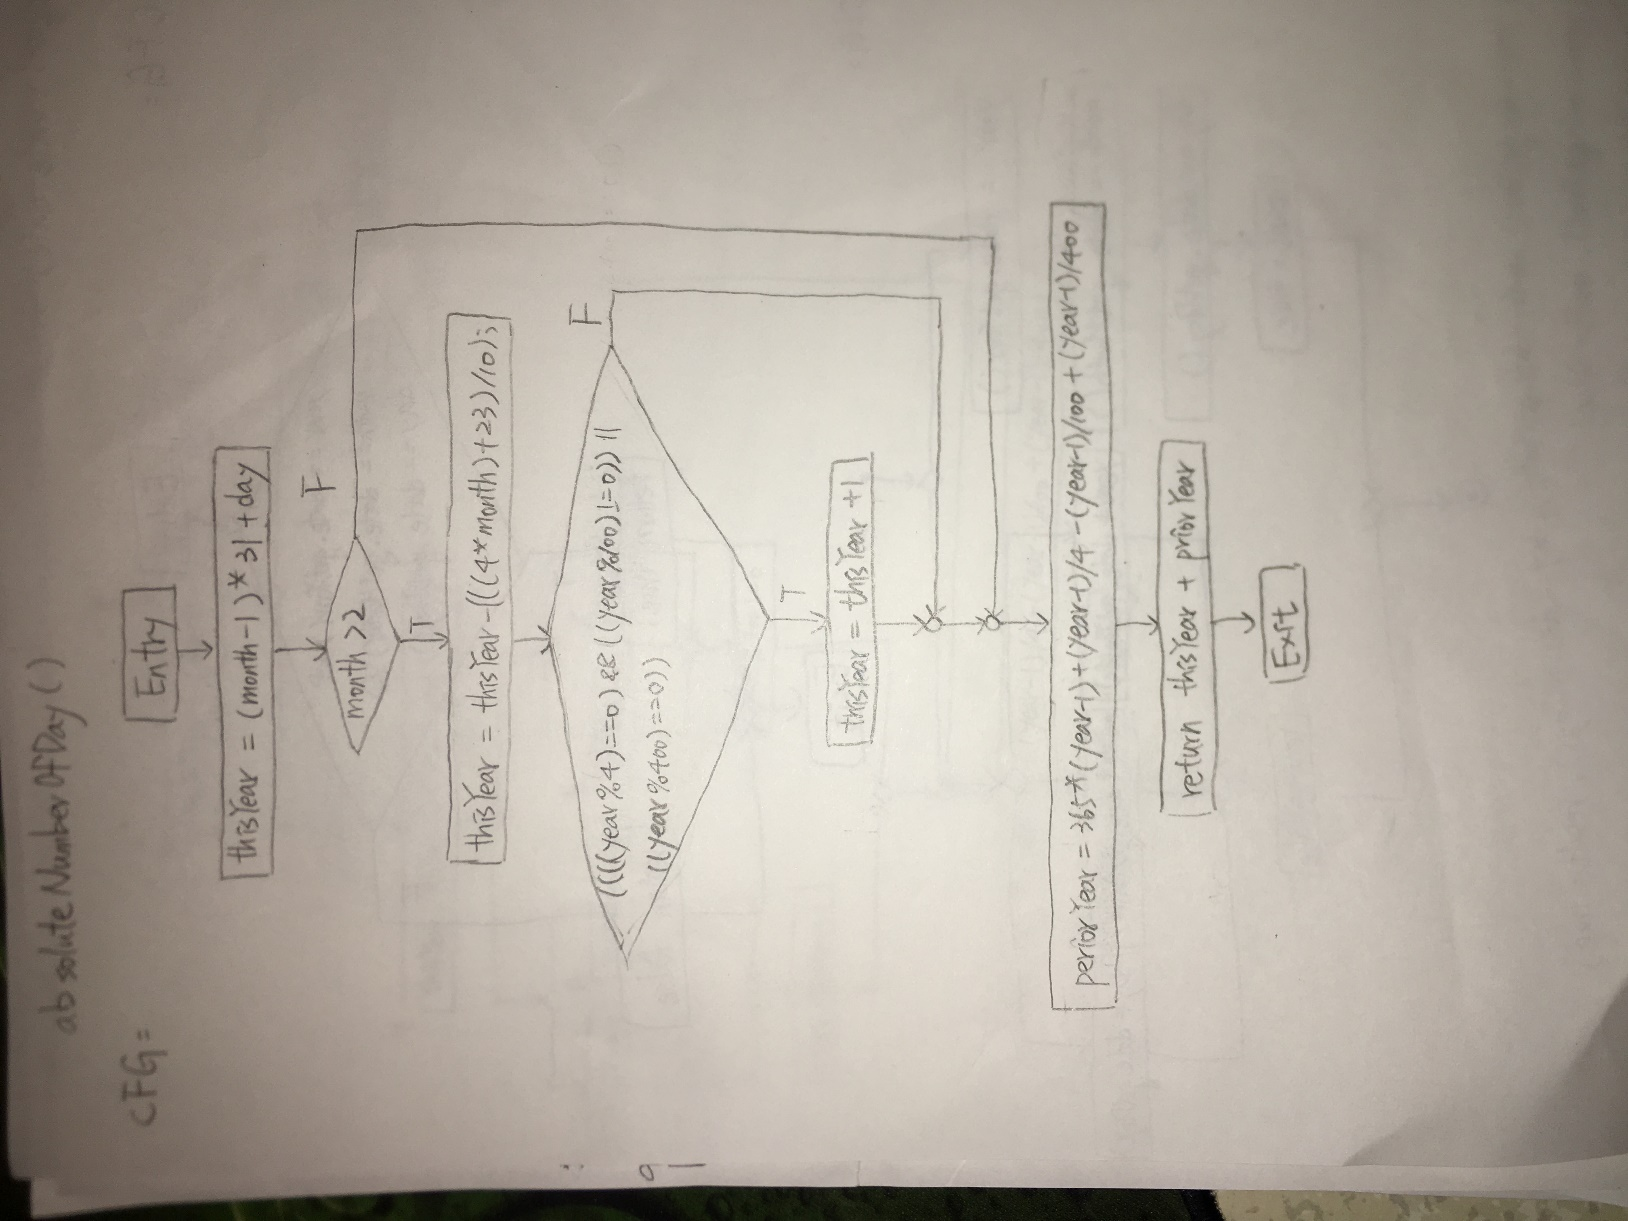 absoluteNumberOfDay()
CFG:
Entry
thisYear = (month-1)*31+day
month>2
F
T
thisYear = thisYear-(((4*month)+23)/10);
((((year%4)==0)&&((year%100)!=0))||
((year%400)==0))
F
T
thisYear = thisYear +1
periorYear = 365*(year-1)+(year-1)/4-(year-1)/100+(year-1)/400
return thisYear + priorYear
Exit